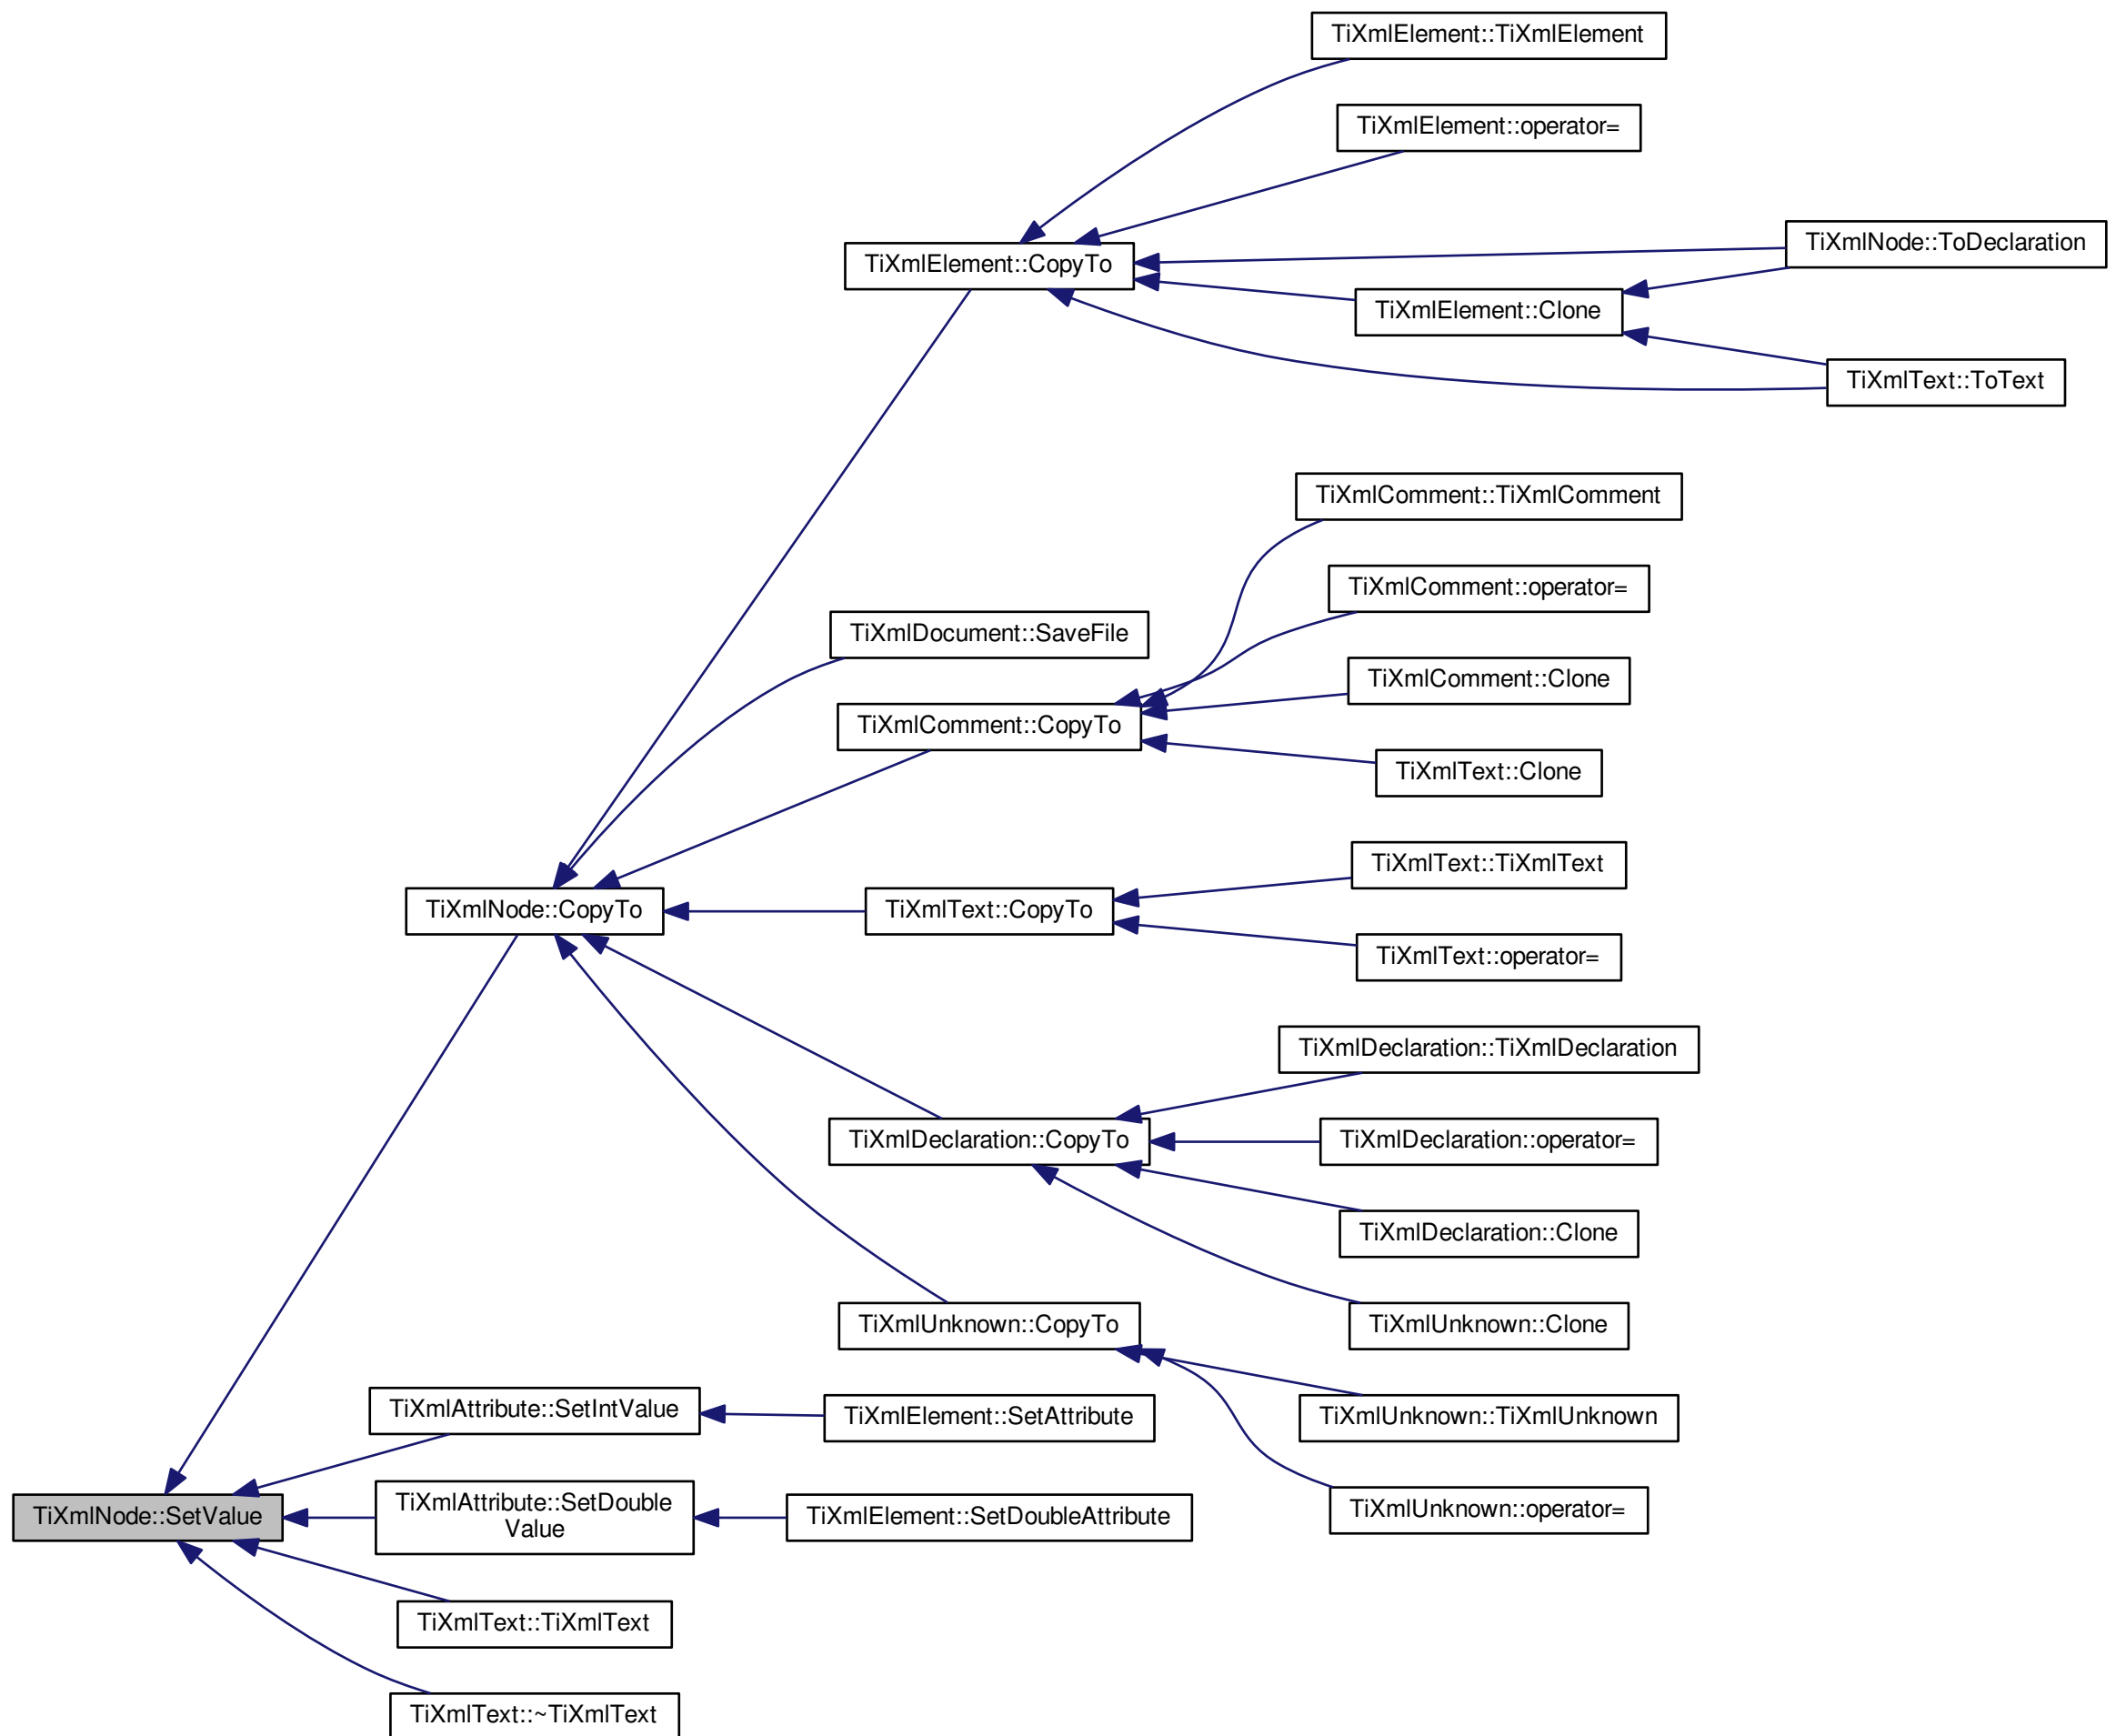 TiXmlElement::TiXmlElement
TiXmlElement::operator=
TiXmlNode::ToDeclaration
TiXmlElement::CopyTo
TiXmlElement::Clone
TiXmlText::ToText
TiXmlComment::TiXmlComment
TiXmlComment::operator=
TiXmlDocument::SaveFile
TiXmlComment::Clone
TiXmlComment::CopyTo
TiXmlText::Clone
TiXmlText::TiXmlText
TiXmlNode::CopyTo
TiXmlText::CopyTo
TiXmlText::operator=
TiXmlDeclaration::TiXmlDeclaration
TiXmlDeclaration::CopyTo
TiXmlDeclaration::operator=
TiXmlDeclaration::Clone
TiXmlUnknown::CopyTo
TiXmlUnknown::Clone
TiXmlAttribute::SetIntValue
TiXmlElement::SetAttribute
TiXmlUnknown::TiXmlUnknown
TiXmlNode::SetValue
TiXmlAttribute::SetDouble
Value
TiXmlElement::SetDoubleAttribute
TiXmlUnknown::operator=
TiXmlText::TiXmlText
TiXmlText::~TiXmlText